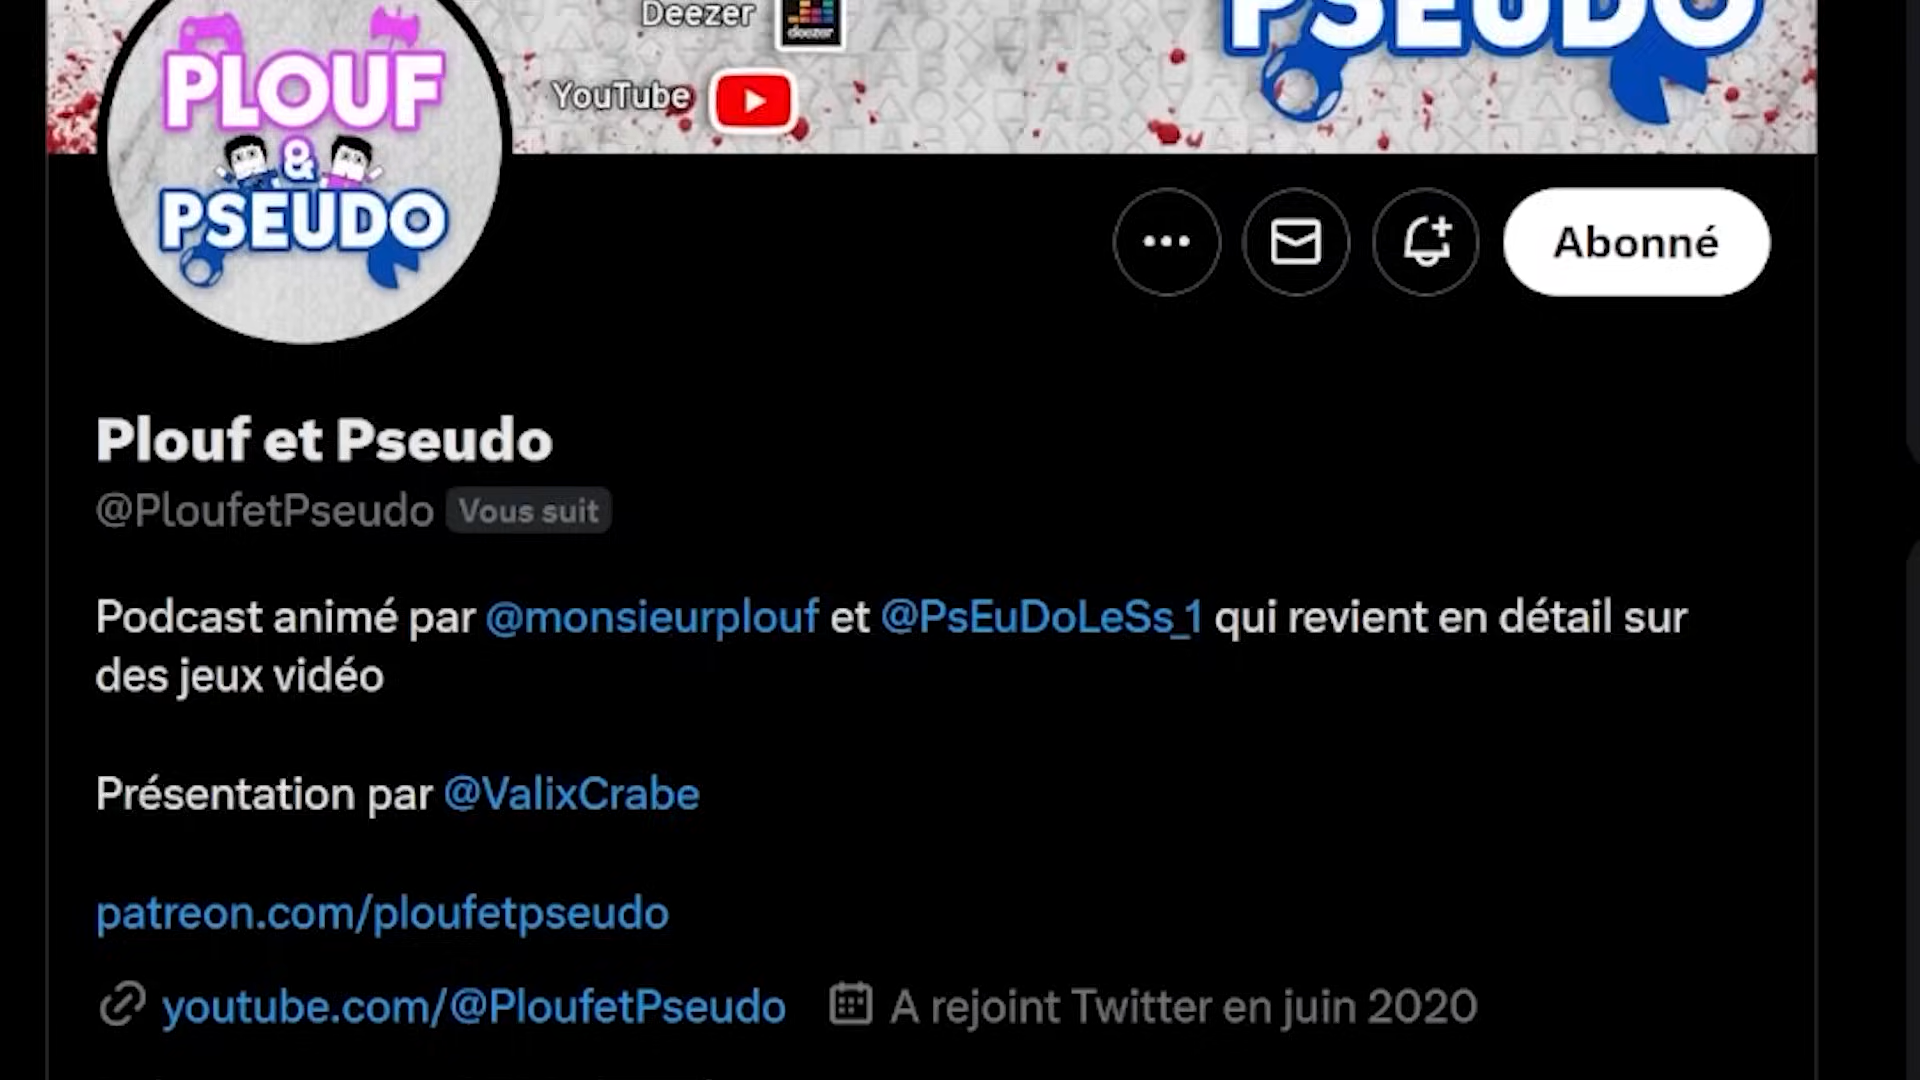 Deezer
deezer
PSEUDO
YouTube
PLOUF
&
PSEUDO
Abonné
Plouf et Pseudo
@PloufetPseudo Vous suit
Podcast animé par @monsieurplouf et @PsEuDoLeSs_1 qui revient en détail sur
des jeux vidéo
Présentation par @ValixCrabe
patreon.com/ploufetpseudo
youtube.com/@PloufetPseudo A rejoint Twitter en juin 2020